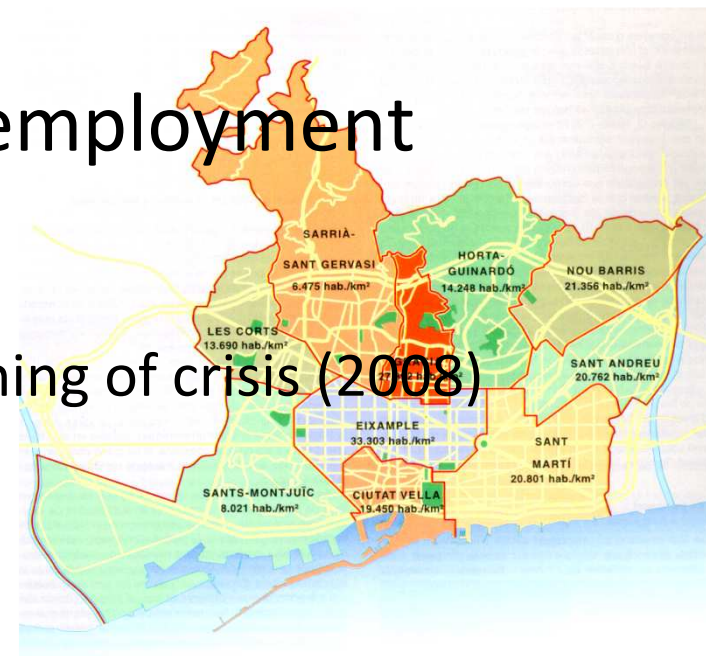 employment
SARRIÀ-
SANT GERVASI
6.475 hab./km²
HORTA-
GUINARDÓ
14.248 hab./km²
NOU BARRIS
21.356 hab./km²
LES CORTS
13.690 hab./km²
SANT ANDREU
20.762 hab./km²
ning of crisis (2008)
EIXAMPLE
33.303 hab./km²
SANT
MARTÍ
20.801 hab./km²
SANTS-MONTJUÏC
8.021 hab./km²
CIUTAT VELLA
19.450 hab./km²